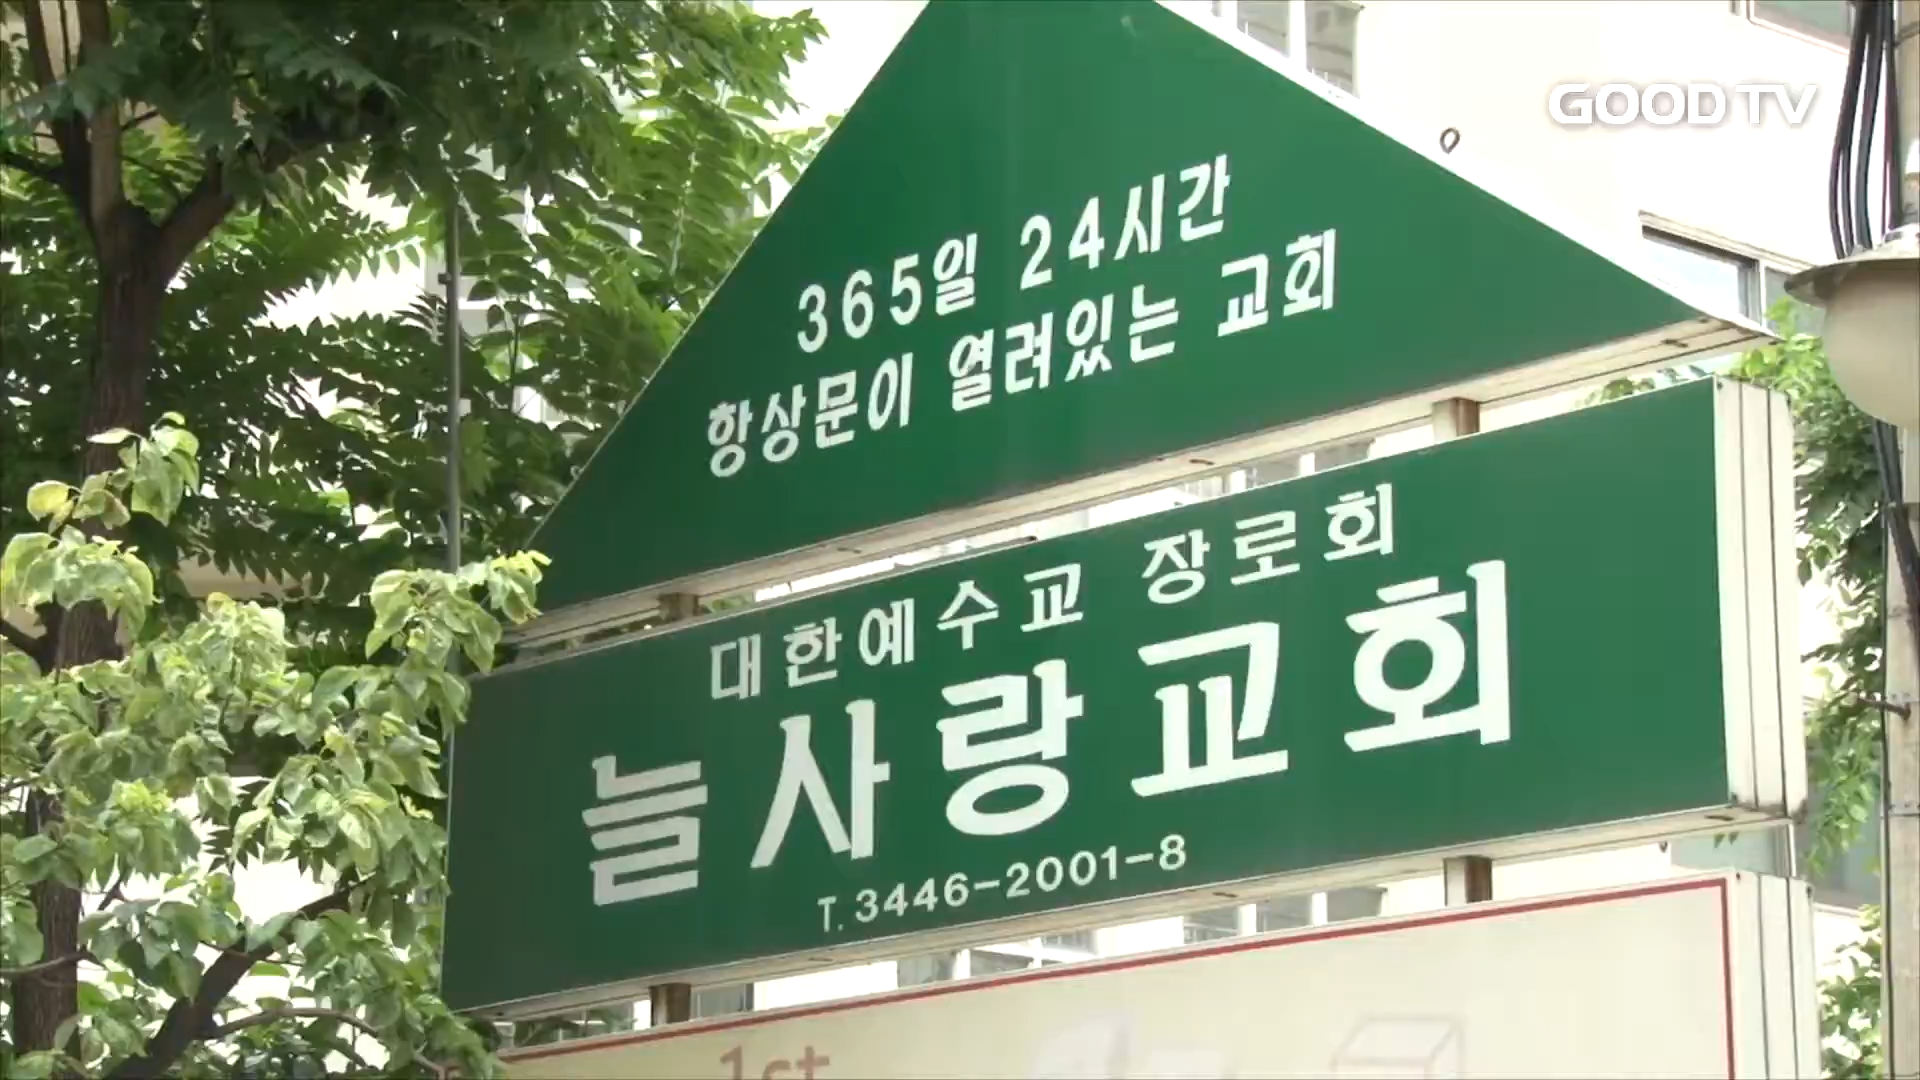 GOOD TV
365일 24시간
항상문이 열려있는 교회
대한예수교 장로회
늘사랑교회
T. 3446-2001-8
1st